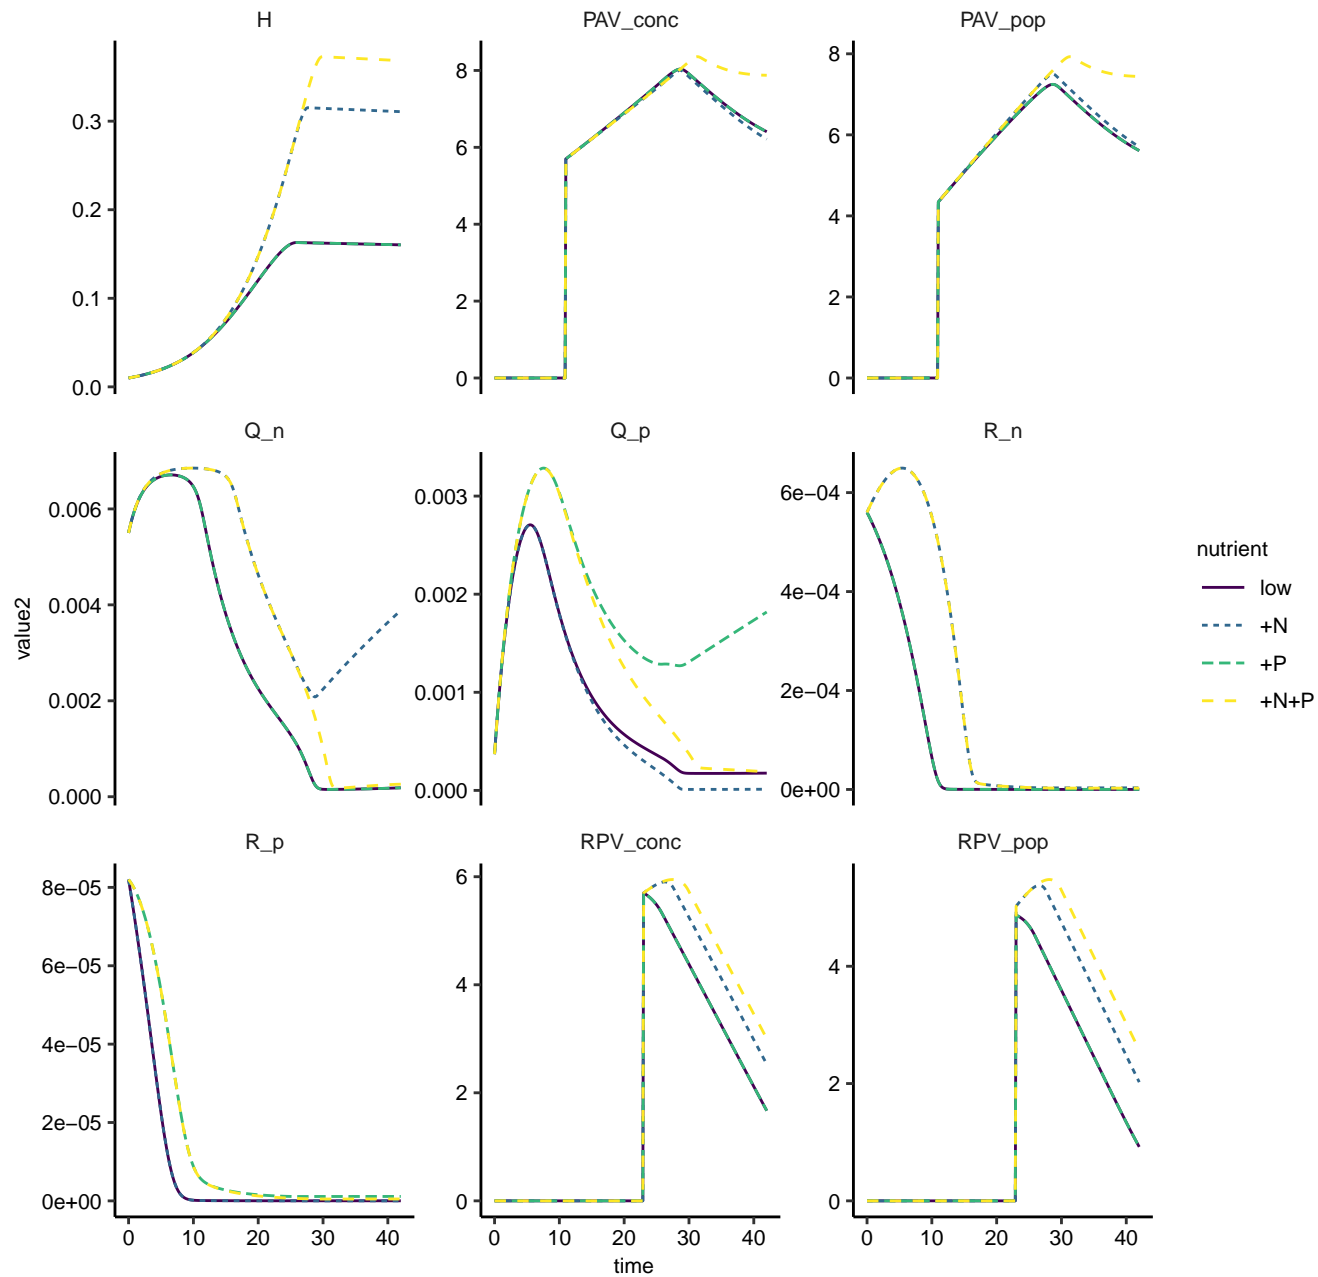 H
PAV_conc
PAV_pop
0.3
0.2
0.1
0.0
8
6
4
2
0
8
6
4
2
0
Q_n
Q_p
R_n
0.006
0.004
0.002
0.000
0.003
0.002
0.001
0.000
6e−04
4e−04
2e−04
0e+00
R_p
RPV_conc
RPV_pop
8e−05
6e−05
4e−05
2e−05
0e+00
6
4
2
0
4
2
0
0 10 20 30 40
0 10 20 30 40
0 10 20 30 40
time
value2
nutrient
low
+N
+P
+N+P